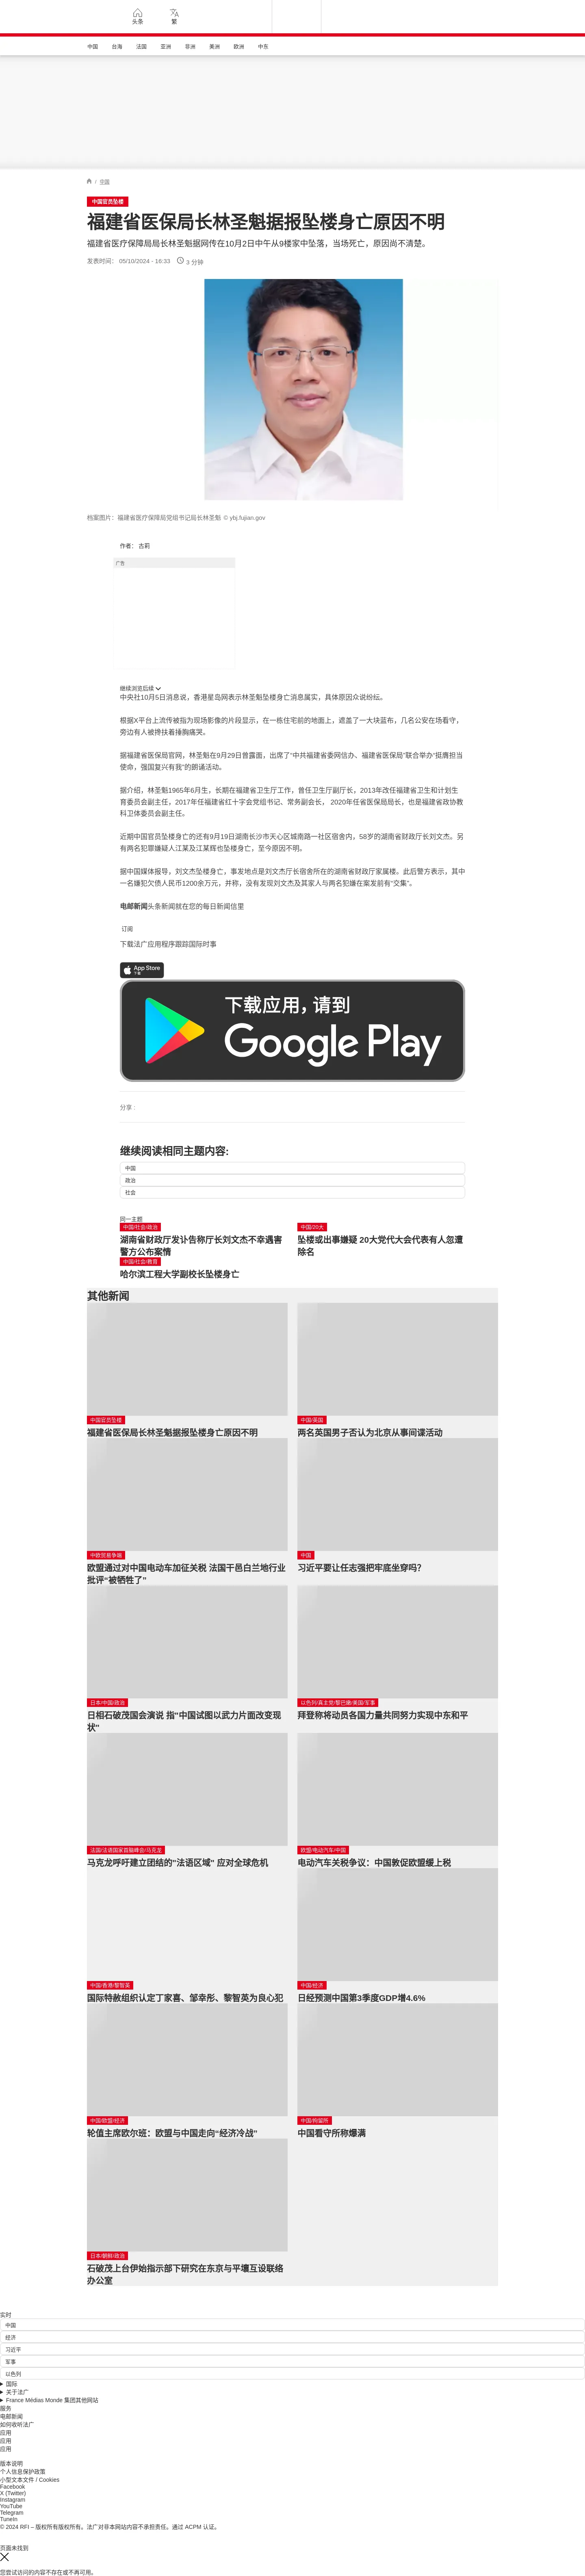 头条
繁
中国
台海
法国
亚洲
非洲
美洲
欧洲
中东
/ 中国
中国官员坠楼
福建省医保局长林圣魁据报坠楼身亡原因不明
福建省医疗保障局局长林圣魁据网传在10月2日中午从9楼家中坠落，当场死亡，原因尚不清楚。
发表时间： 05/10/2024 - 16:33
3 分钟
档案图片：福建省医疗保障局党组书记局长林圣魁 © ybj.fujian.gov
作者： 古莉
广告
继续浏览后续
中央社10月5日消息说，香港星岛网表示林圣魁坠楼身亡消息属实，具体原因众说纷纭。
根据X平台上流传被指为现场影像的片段显示，在一栋住宅前的地面上，遮盖了一大块蓝布，几名公安在场看守，
旁边有人被搀扶着捶胸痛哭。
据福建省医保局官网，林圣魁在9月29日曾露面，出席了“中共福建省委网信办、福建省医保局”联合举办“挺膺担当
使命，强国复兴有我”的朗诵活动。
据介绍，林圣魁1965年6月生，长期在福建省卫生厅工作，曾任卫生厅副厅长，2013年改任福建省卫生和计划生
育委员会副主任，2017年任福建省红十字会党组书记、常务副会长， 2020年任省医保局局长，也是福建省政协教
科卫体委员会副主任。
近期中国官员坠楼身亡的还有9月19日湖南长沙市天心区城南路一社区宿舍内，58岁的湖南省财政厅长刘文杰。另
有两名犯罪嫌疑人江某及江某辉也坠楼身亡，至今原因不明。
据中国媒体报导，刘文杰坠楼身亡，事发地点是刘文杰厅长宿舍所在的湖南省财政厅家属楼。此后警方表示，其中
一名嫌犯欠债人民币1200余万元，并称，没有发现刘文杰及其家人与两名犯嫌在案发前有“交集”。
电邮新闻头条新闻就在您的每日新闻信里
订阅
下载法广应用程序跟踪国际时事
App Store
下载
下载应用，请到
Google Play
分享 :
继续阅读相同主题内容:
中国
政治
社会
同一主题
中国/社会/政治
湖南省财政厅发讣告称厅长刘文杰不幸遇害 警方公布案情
中国/20大
坠楼或出事嫌疑 20大党代大会代表有人忽遭除名
中国/社会/教育
哈尔滨工程大学副校长坠楼身亡
其他新闻
中国官员坠楼
福建省医保局长林圣魁据报坠楼身亡原因不明
中国/英国
两名英国男子否认为北京从事间谍活动
中欧贸易争端
欧盟通过对中国电动车加征关税 法国干邑白兰地行业批评“被牺牲了”
中国
习近平要让任志强把牢底坐穿吗？
日本/中国/政治
日相石破茂国会演说 指"中国试图以武力片面改变现状"
以色列/真主党/黎巴嫩/美国/军事
拜登称将动员各国力量共同努力实现中东和平
法国/法语国家首脑峰会/马克龙
马克龙呼吁建立团结的"法语区域" 应对全球危机
欧盟/电动汽车/中国
电动汽车关税争议：中国敦促欧盟缓上税
中国/香港/黎智英
国际特赦组织认定丁家喜、邹幸彤、黎智英为良心犯
中国/经济
日经预测中国第3季度GDP增4.6%
中国/欧盟/经济
轮值主席欧尔班：欧盟与中国走向“经济冷战”
中国/拘留所
中国看守所称爆满
日本/朝鲜/政治
石破茂上台伊始指示部下研究在东京与平壤互设联络办公室
实时
中国
经济
习近平
军事
以色列
国际
关于法广
France Médias Monde 集团其他网站
服务
电邮新闻
如何收听法广
应用
应用
应用
版本说明
个人信息保护政策
小型文本文件 / Cookies
Facebook
X (Twitter)
Instagram
YouTube
Telegram
TuneIn
© 2024 RFI – 版权所有版权所有。法广对非本网站内容不承担责任。通过 ACPM 认证。
页面未找到
您尝试访问的内容不存在或不再可用。